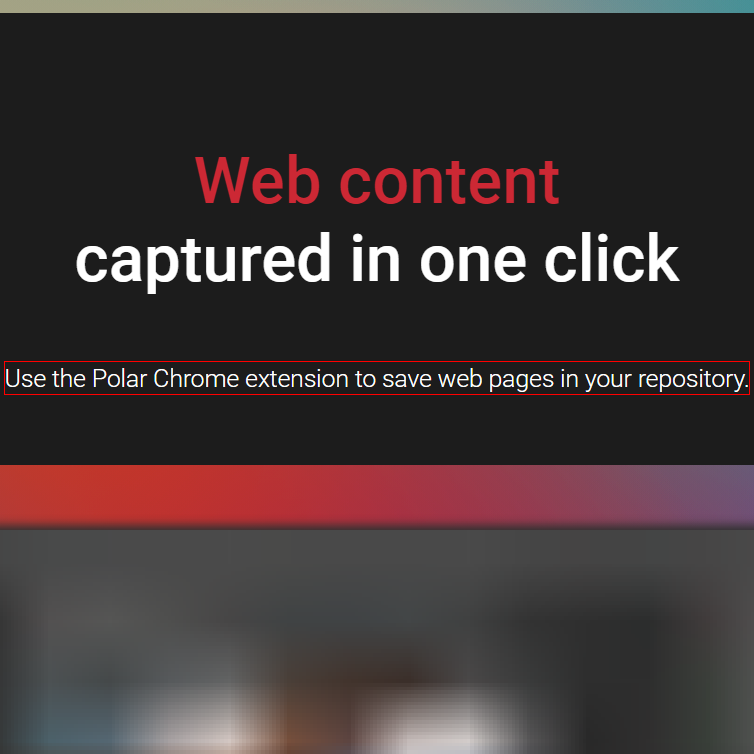 Web content
captured in one click
Use the Polar Chrome extension to save web pages in your repository.